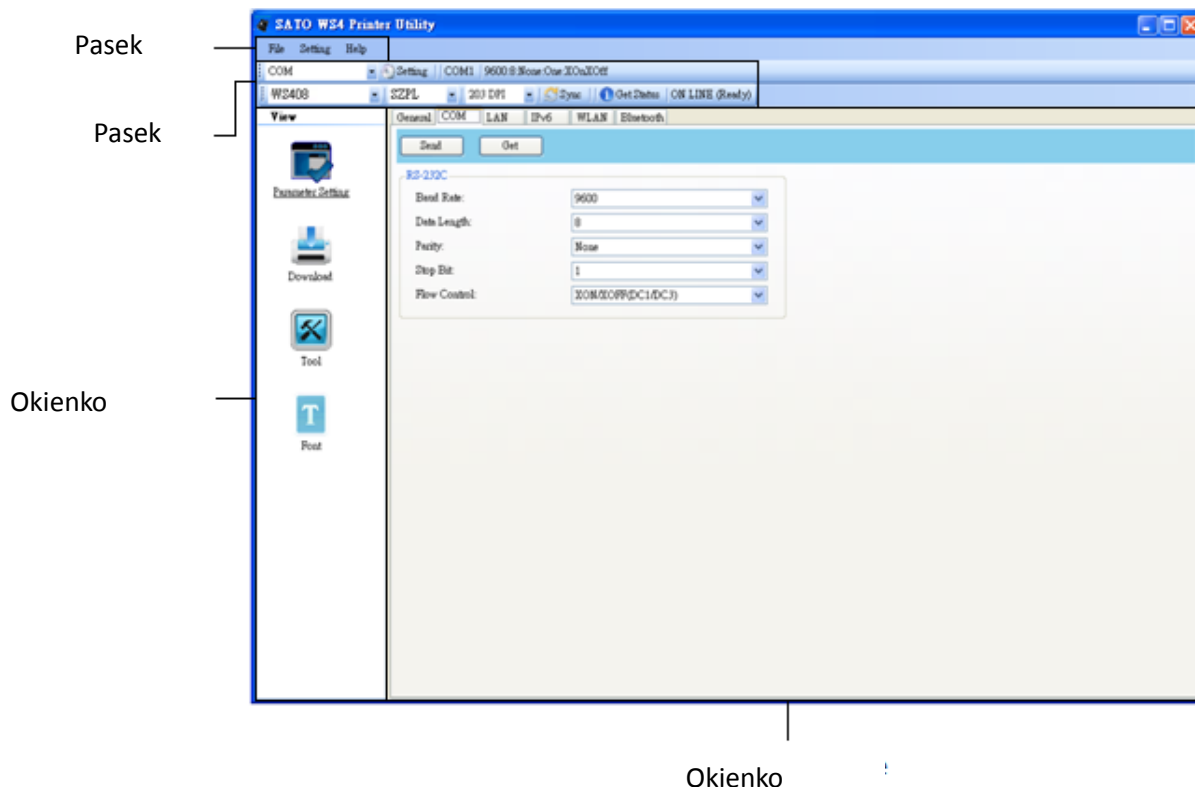 SATO WS4 Printer Utility
Pasek
File Setting Help
COM Setting COM1 9600:8:None:One:XOnXOff
WS408 SZPL 203 DPI Sync Get Status ON LINE (Ready)
Pasek
View
General COM LAN IPv6 WLAN Bluetooth
Send Get
Parameter Setting
RS-232C
Baud Rate: 9600
Data Length: 8
Parity: None
Stop Bit: 1
Flow Control: XON/XOFF(DC1/DC3)
Download
Tool
Okienko
Font
Okienko